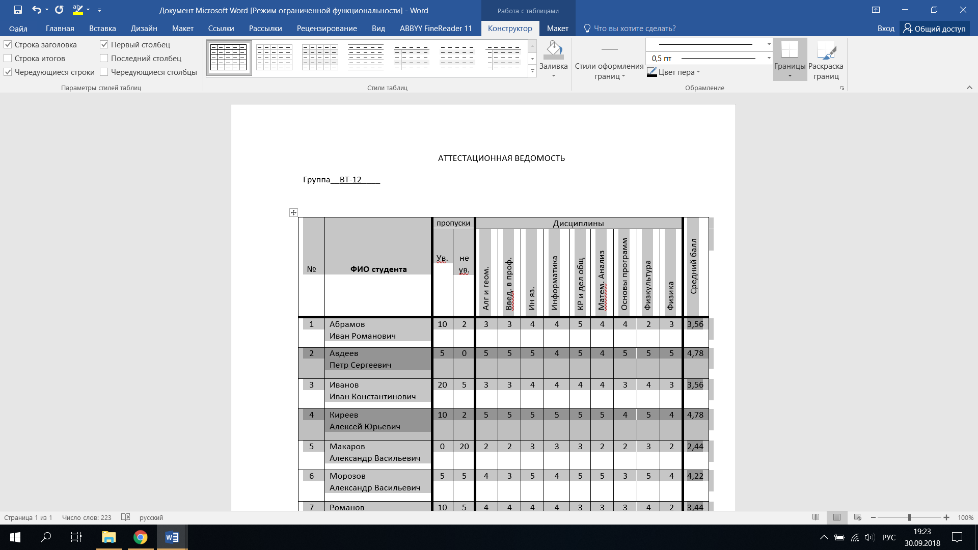 Документ Microsoft Word [Режим ограниченной функциональности] - Word
Работа с таблицами
Файл Главная Вставка Дизайн Макет Ссылки Рассылки Рецензирование Вид ABBYY FineReader 11 Конструктор Макет Что вы хотите сделать? Вход Общий доступ
Строка заголовка Первый столбец
Строка итогов Последний столбец
Чередующиеся строки Чередующиеся столбцы
Параметры стилей таблиц
Стили таблиц
Заливка
Стили оформления границ
0,5 пт
Цвет пера
Границы
Раскраска границ
Обрамление
АТТЕСТАЦИОННАЯ ВЕДОМОСТЬ
Группа__ВТ-12____
№ ФИО студента пропуски Дисциплины Средний балл
Ув. не ув. Алг и геом. Введ. в проф. Ин яз. Информатика КР и дел общ Матем. Анализ Основы программ Физкультура Физика
1 Абрамов 10 2 3 3 4 4 5 4 4 2 3 3,56
Иван Романович
2 Авдеев 5 0 5 5 5 4 5 4 5 5 5 4,78
Петр Сергеевич
3 Иванов 20 5 3 3 4 4 4 4 3 4 3 3,56
Иван Константинович
4 Киреев 10 2 5 5 5 5 5 5 4 5 4 4,78
Алексей Юрьевич
5 Макаров 0 20 2 2 3 3 3 2 2 3 2 2,44
Александр Васильевич
6 Морозов 5 5 4 3 5 4 5 5 3 5 4 4,22
Александр Васильевич
7 Романов 10 5 4 4 4 4 3 3 3 4 2 3,44
Страница 1 из 1 Число слов: 223 русский 100%
РУС 19:23
30.09.2018